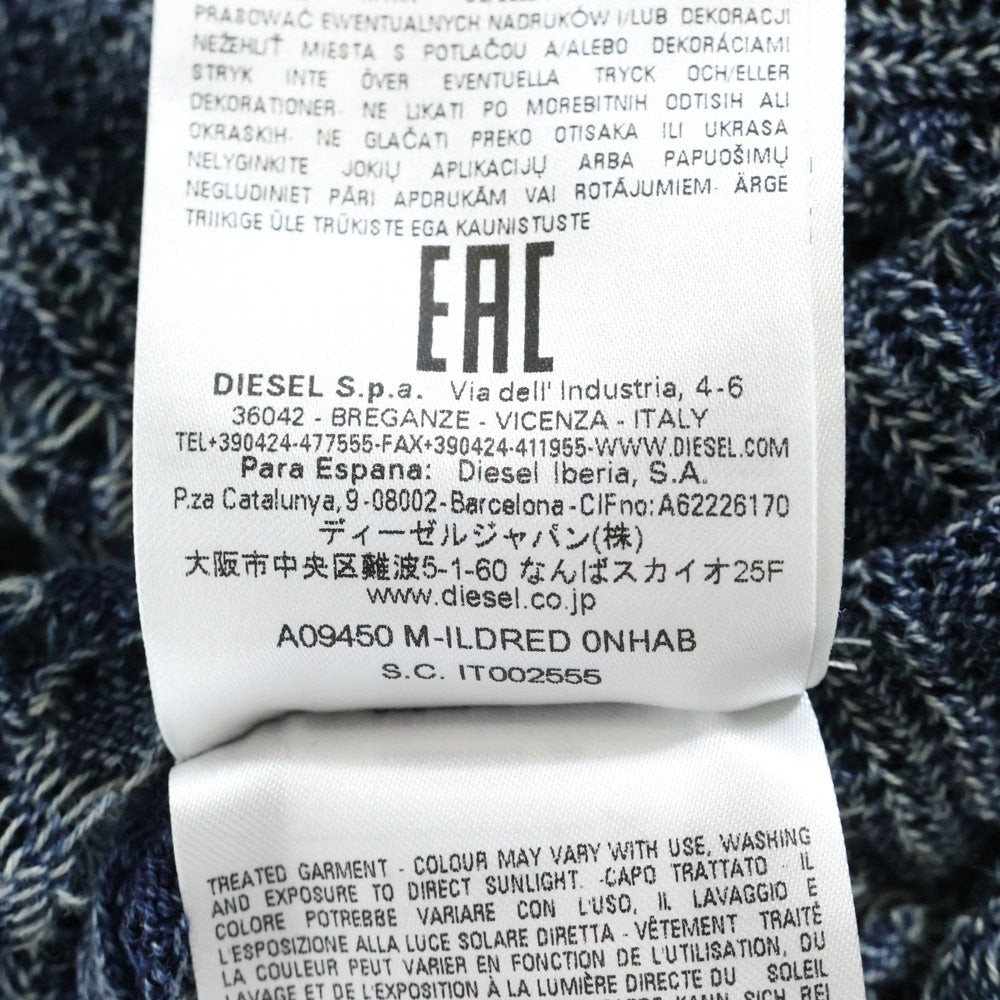 PRASOWAĆ EWENTUALNYCH NADRUKÓW I/LUB DEKORACJI
NEŽEHLIŤ MIESTA S POTLAČOU A/ALEBO DEKORÁCIAMI
STRYK INTE ÖVER EVENTUELLA TRYCK OCH/ELLER
DEKORATIONER- NE LIKATI PO MOREBITNIH ODTISIH ALI
OKRASKIH- NE GLAČATI PREKO OTISAKA ILI UKRASA
NELYGINKITE JOKIŲ APLIKACIJŲ ARBA PAPUOŠIMŲ
NEGLUDINIET PĀRI APDRUKĀM VAI ROTĀJUMIEM- ÄRGE
TRIIKIGE ÜLE TRÜKISTE EGA KAUNISTUSTE
EAC
DIESEL S.p.a. Via dell' Industria, 4-6
36042 - BREGANZE - VICENZA - ITALY
TEL+390424-477555-FAX+390424-411955-WWW.DIESEL.COM
Para Espana: Diesel Iberia, S.A.
P.za Catalunya,9-08002-Barcelona-CIFno:A62226170
ディーゼルジャパン(株)
大阪市中央区難波5-1-60 なんばスカイオ25F
www.diesel.co.jp
A09450 M-ILDRED 0NHAB
S.C. IT002555
TREATED GARMENT - COLOUR MAY VARY WITH USE, WASHING
AND EXPOSURE TO DIRECT SUNLIGHT. -CAPO TRATTATO - IL
COLORE POTREBBE VARIARE CON L'USO, IL LAVAGGIO E
L'ESPOSIZIONE ALLA LUCE SOLARE DIRETTA - VÊTEMENT TRAITÉ
LA COULEUR PEUT VARIER EN FONCTION DE L'UTILISATION, DU
LAVAGE ET DE L'EXPOSITION À LA LUMIÈRE DIRECTE DU SOLEIL
KANN SICH BEI